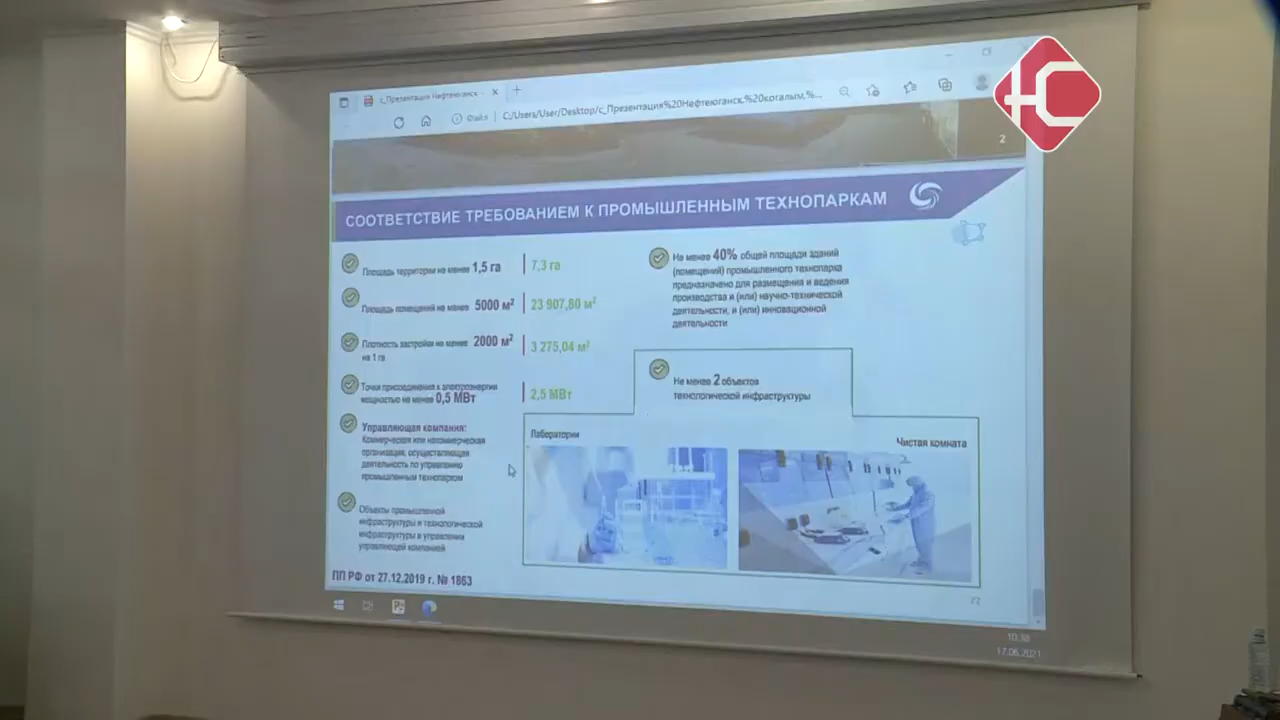 с_Презентация Нефтеюганск
Файл
C:/Users/User/Desktop/с_Презентация%20Нефтеюганск,%20когалым,%...
ЮС
2
СООТВЕТСТВИЕ ТРЕБОВАНИЕМ К ПРОМЫШЛЕННЫМ ТЕХНОПАРКАМ
Площадь территории не менее 1,5 га
7,3 га
Площадь помещений не менее 5000 м²
23 907,80 м²
Плотность застройки не менее 2000 м²
на 1 га
3 275,04 м²
Точки присоединения к электроэнергии
мощностью не менее 0,5 МВт
2,5 МВт
Управляющая компания:
Коммерческая или некоммерческая
организация, осуществляющая
деятельность по управлению
промышленным технопарком
Объекты промышленной
инфраструктуры и технологической
инфраструктуры в управлении
управляющей компанией
ПП РФ от 27.12.2019 г. № 1863
Не менее 40% общей площади зданий
(помещений) промышленного технопарка
предназначено для размещения и ведения
производства и (или) научно-технической
деятельности, и (или) инновационной
деятельности
Не менее 2 объектов
технологической инфраструктуры
Лаборатории
Чистая комната
10:38
17.06.2021